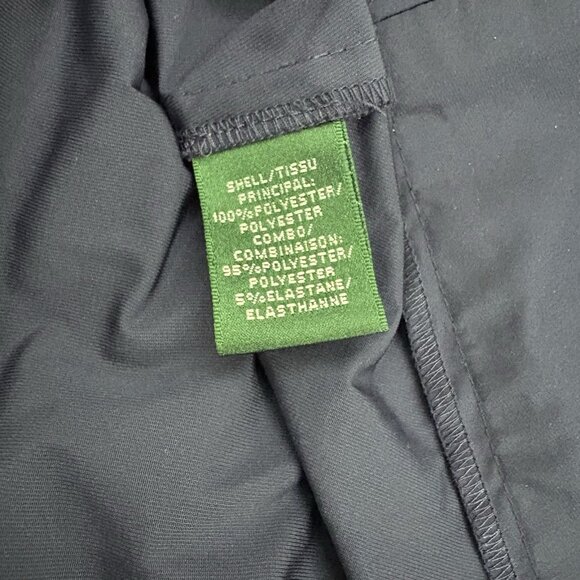 SHELL/TISSU
PRINCIPAL:
100%POLYESTER/
POLYESTER
COMBO/
COMBINAISON:
95%POLYESTER/
POLYESTER
5%ELASTANE/
ELASTHANNE